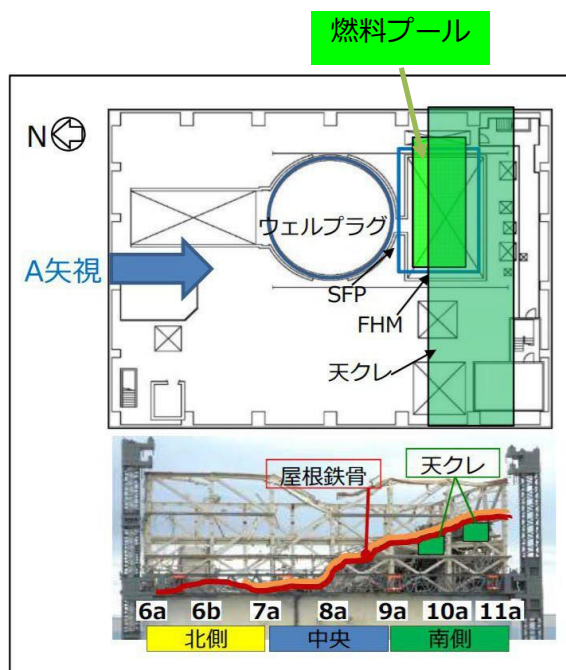 燃料プール
N
ウェルプラグ
A矢視
SFP
FHM
天クレ
屋根鉄骨
天クレ
6a 6b 7a 8a 9a 10a 11a
北側 中央 南側